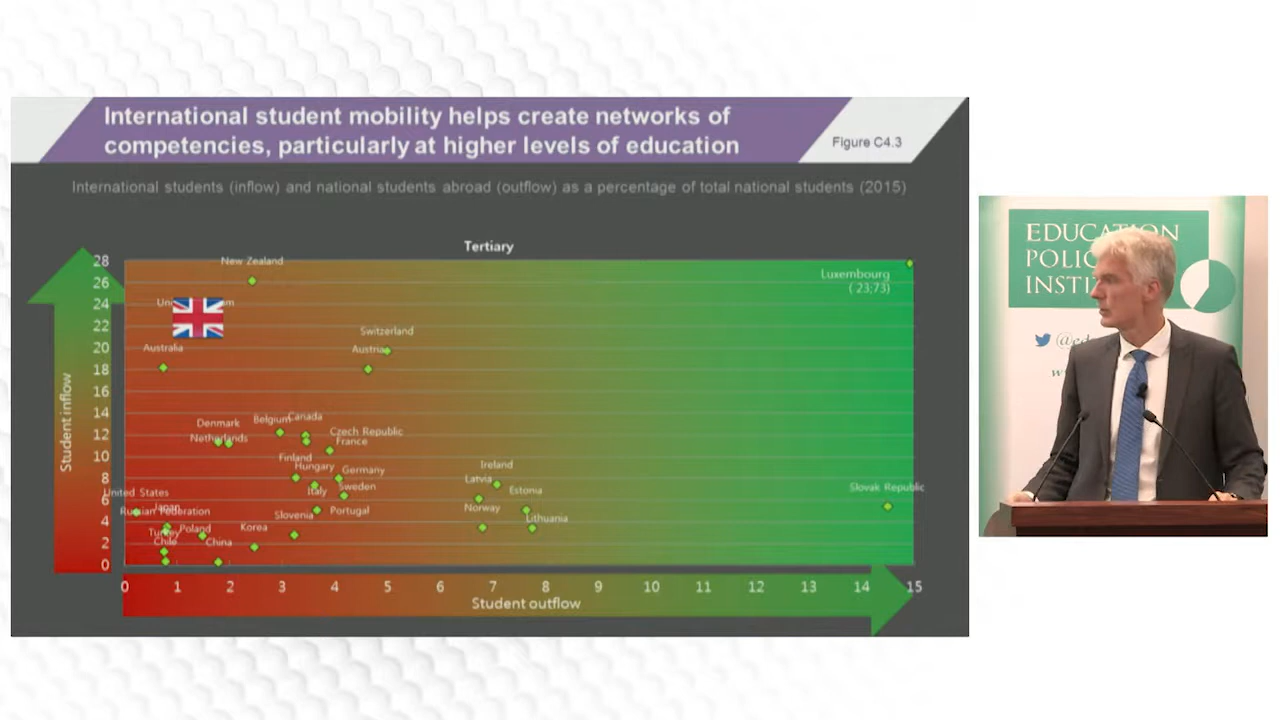 International student mobility helps create networks of
competencies, particularly at higher levels of education
Figure C4.3
International students (inflow) and national students abroad (outflow) as a percentage of total national students (2015)
Tertiary
28
26
24
22
20
18
16
14
12
10
8
6
4
2
0
Student inflow
New Zealand
Luxembourg
( 23;73)
Switzerland
Australia
Austria
Denmark
Belgium
Canada
Netherlands
Czech Republic
France
Finland
Hungary
Germany
Italy
Sweden
Ireland
Latvia
Estonia
Slovak Republic
United States
Japan
Russian Federation
Slovenia
Portugal
Norway
Lithuania
Turkey
Poland
Korea
Chile
China
0 1 2 3 4 5 6 7 8 9 10 11 12 13 14 15
Student outflow
EDUCATION
POLIC
INSTI